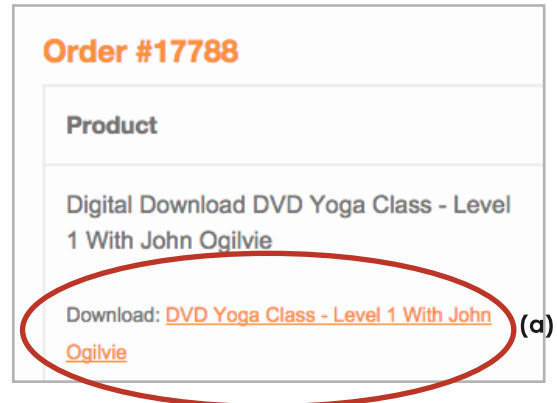 Order #17788
Product
Digital Download DVD Yoga Class - Level
1 With John Ogilvie
Download: DVD Yoga Class - Level 1 With John
Ogilvie
(a)